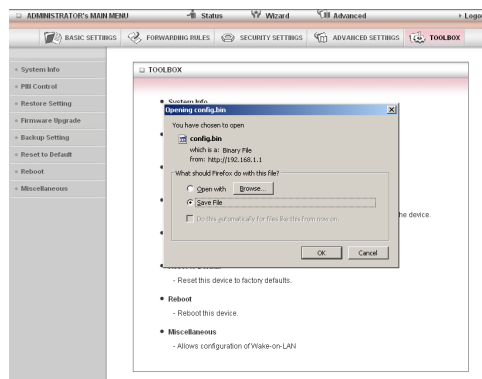 ADMINISTRATOR's MAIN MENU
Status
Wizard
Advanced
Logo
BASIC SETTINGS
FORWARDING RULES
SECURITY SETTINGS
ADVANCED SETTINGS
TOOLBOX
System Info
Restore Setting
Firmware Upgrade
Backup Setting
Reset to Default
Reboot
Miscellaneous
TOOLBOX
System Info
Opening config.bin
You have chosen to open
config.bin
which is a: Binary File
from: http://192.168.1.1
What should Firefox do with this file?
Open with
Browse...
Save File
Do this automatically for files like this from now on.
he device.
OK
Cancel
- Reset this device to factory defaults.
Reboot
- Reboot this device.
Miscellaneous
- Allows configuration of Wake-on-LAN